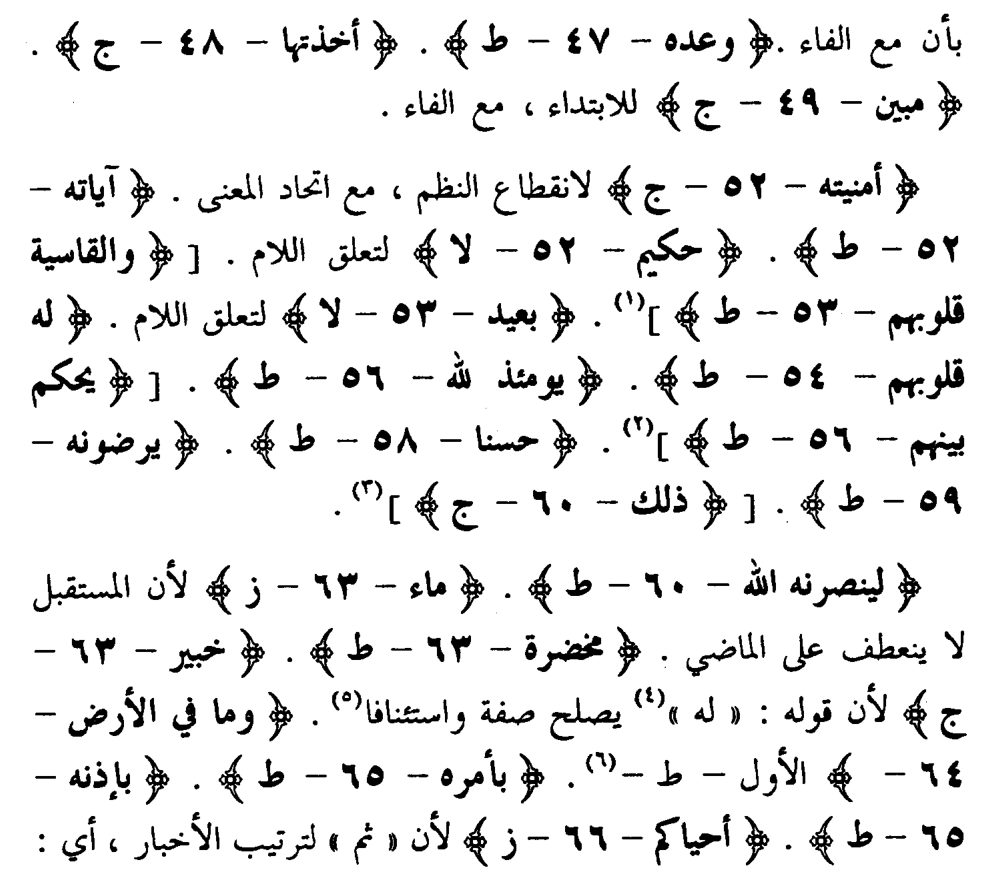 بأن مع الفاء . ﴿ وعده – ٤٧ – ط ﴾ . ﴿ أخذتها – ٤٨ – ج ﴾ .
﴿ مبين – ٤٩ – ج ﴾ للابتداء ، مع الفاء .
﴿ أمنيته – ٥٢ – ج ﴾ لانقطاع النظم ، مع اتحاد المعنى . ﴿ آياته –
٥٢ – ط ﴾ . ﴿ حكيم – ٥٢ – لا ﴾ لتعلق اللام . [ ﴿ والقاسية
قلوبهم – ٥٣ – ط ﴾ ](١) . ﴿ بعيد – ٥٣ – لا ﴾ لتعلق اللام . ﴿ له
قلوبهم – ٥٤ – ط ﴾ . ﴿ يومئذ لله – ٥٦ – ط ﴾ . [ ﴿ يحكم
بينهم – ٥٦ – ط ﴾ ](٢) . ﴿ حسنا – ٥٨ – ط ﴾ . ﴿ يرضونه –
٥٩ – ط ﴾ . [ ﴿ ذلك – ٦٠ – ج ﴾ ](٣) .
﴿ لينصرنه الله – ٦٠ – ط ﴾ . ﴿ ماء – ٦٣ – ز ﴾ لأن المستقبل
لا ينعطف على الماضي . ﴿ مخضرة – ٦٣ – ط ﴾ . ﴿ خبير – ٦٣ –
ج ﴾ لأن قوله : « له »(٤) يصلح صفة واستئنافا(٥) . ﴿ وما في الأرض –
٦٤ – ﴾ الأول – ط –(٦) . ﴿ بأمره – ٦٥ – ط ﴾ . ﴿ بإذنه –
٦٥ – ط ﴾ . ﴿ أحياكم – ٦٦ – ز ﴾ لأن « ثم » لترتيب الأخبار ، أي :